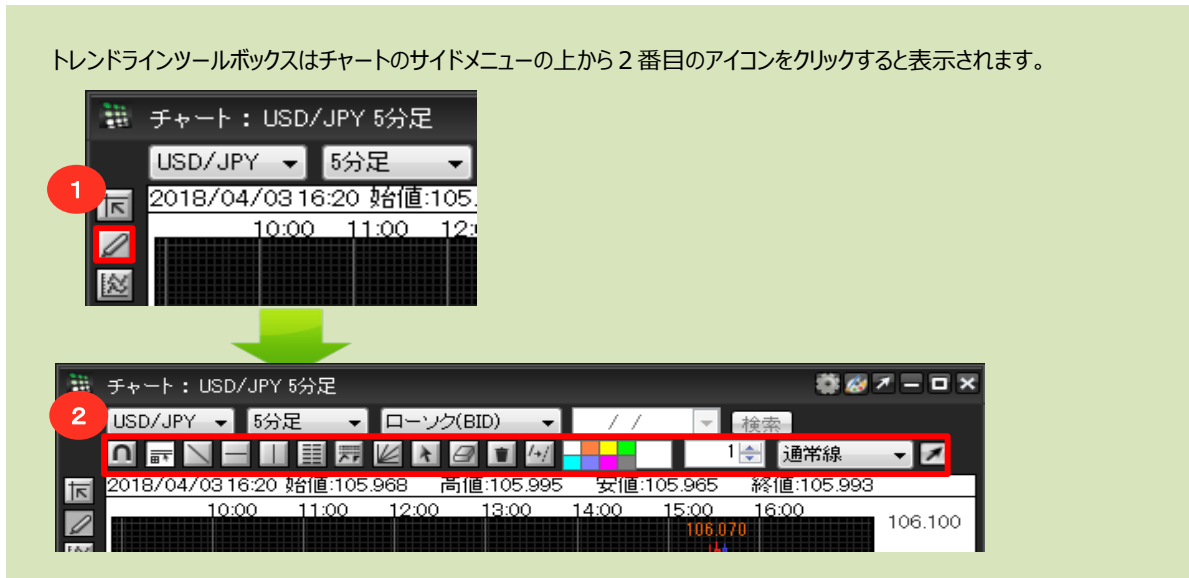 トレンドラインツールボックスはチャートのサイドメニューの上から２番目のアイコンをクリックすると表示されます。
チャート： USD/JPY 5分足
USD/JPY 5分足
1
2018/04/03 16:20 始値:105.
10:00 11:00 12:
チャート： USD/JPY 5分足
2
USD/JPY 5分足 ローソク(BID) / / 検索
1 通常線
2018/04/03 16:20 始値:105.968 高値:105.995 安値:105.965 終値:105.993
10:00 11:00 12:00 13:00 14:00 15:00 16:00
106.070
106.100